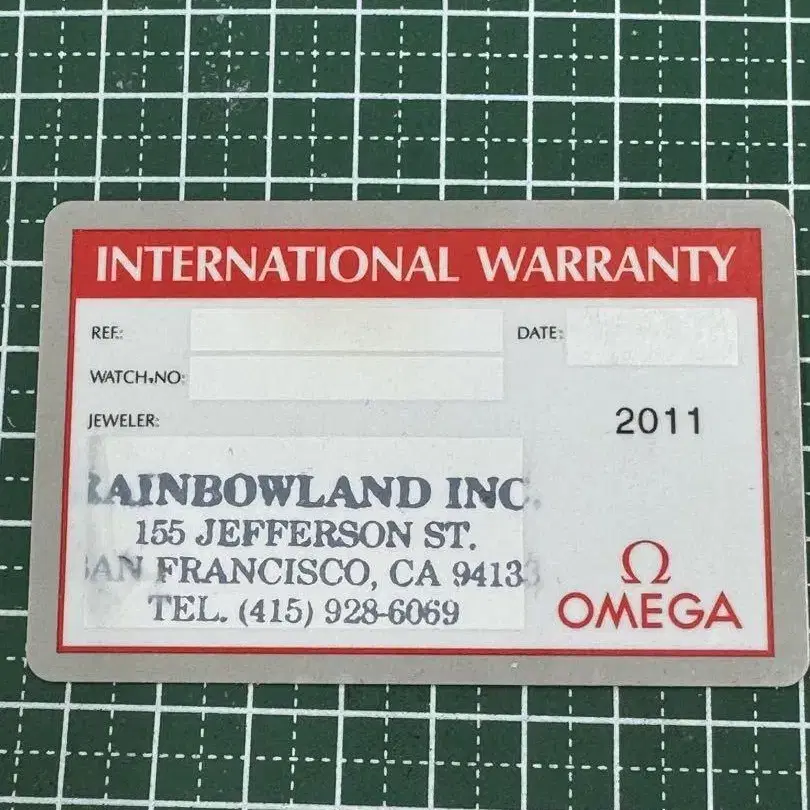 INTERNATIONAL WARRANTY
REF.:
DATE:
WATCH-NO:
JEWELER:
2011
RAINBOWLAND INC.
155 JEFFERSON ST.
SAN FRANCISCO, CA 94133
TEL. (415) 928-6069
Ω
OMEGA